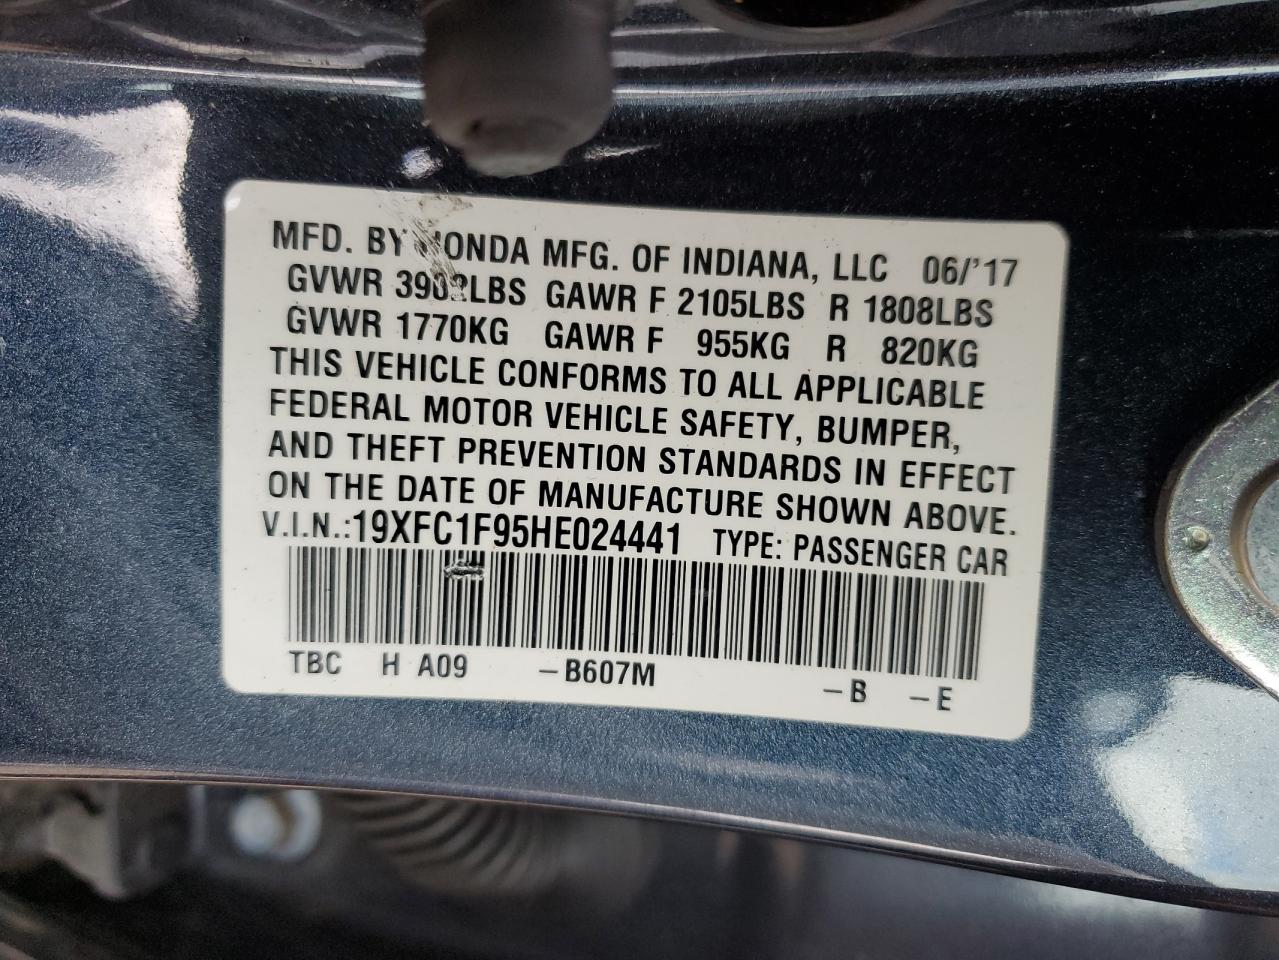 MFD. BY HONDA MFG. OF INDIANA, LLC 06/'17
GVWR 3902LBS GAWR F 2105LBS R 1808LBS
GVWR 1770KG GAWR F 955KG R 820KG
THIS VEHICLE CONFORMS TO ALL APPLICABLE
FEDERAL MOTOR VEHICLE SAFETY, BUMPER,
AND THEFT PREVENTION STANDARDS IN EFFECT
ON THE DATE OF MANUFACTURE SHOWN ABOVE.
V.I.N.:19XFC1F95HE024441 TYPE: PASSENGER CAR
TBC H A09 –B607M –B –E